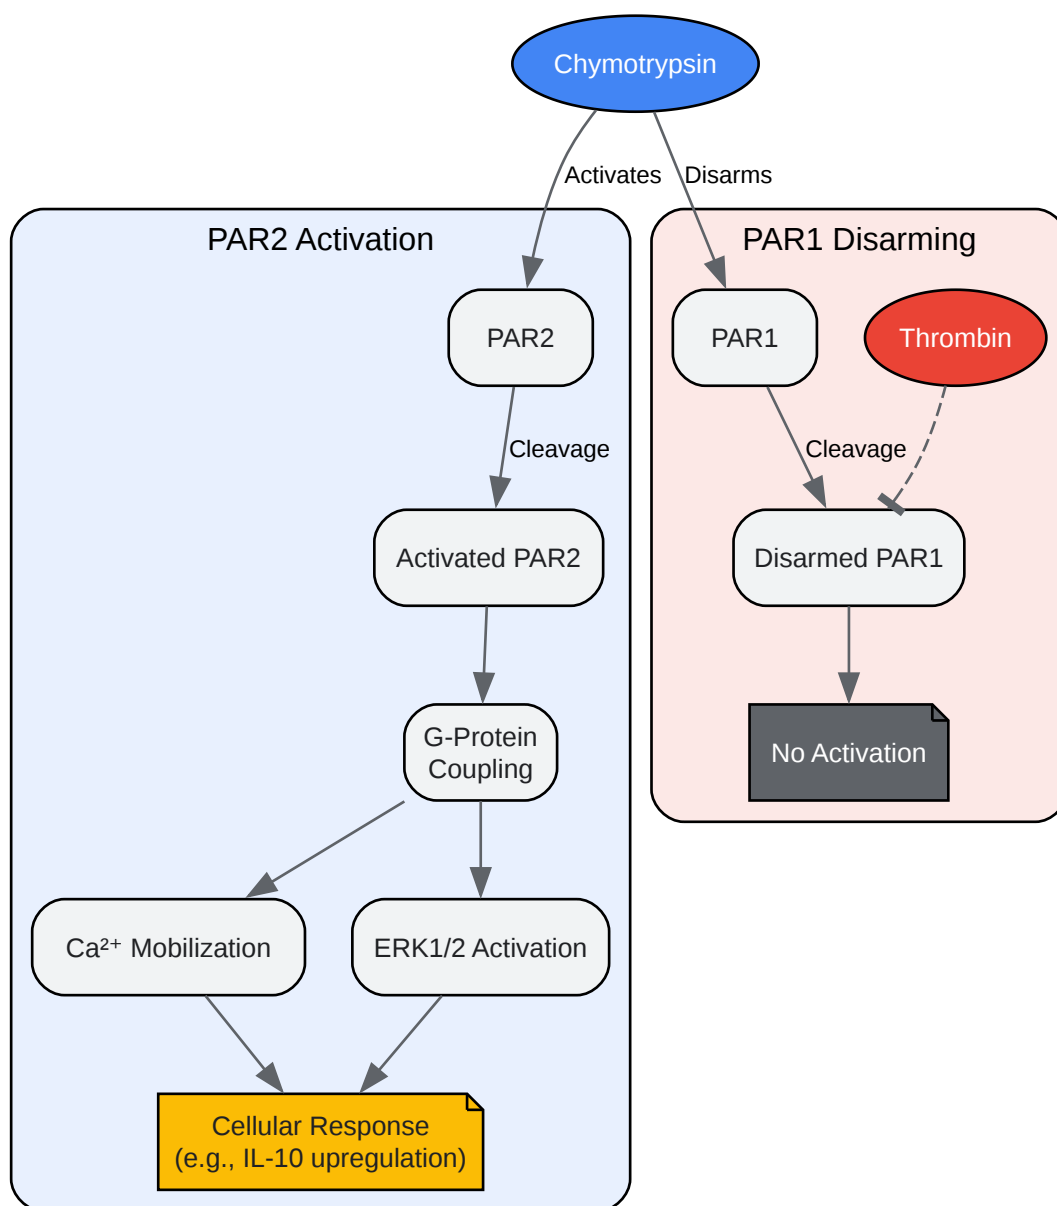 Chymotrypsin
Activates
Disarms
PAR2 Activation
PAR1 Disarming
PAR2
PAR1
Thrombin
Cleavage
Cleavage
Activated PAR2
Disarmed PAR1
G-Protein
Coupling
No Activation
Ca²⁺ Mobilization
ERK1/2 Activation
Cellular Response
(e.g., IL-10 upregulation)